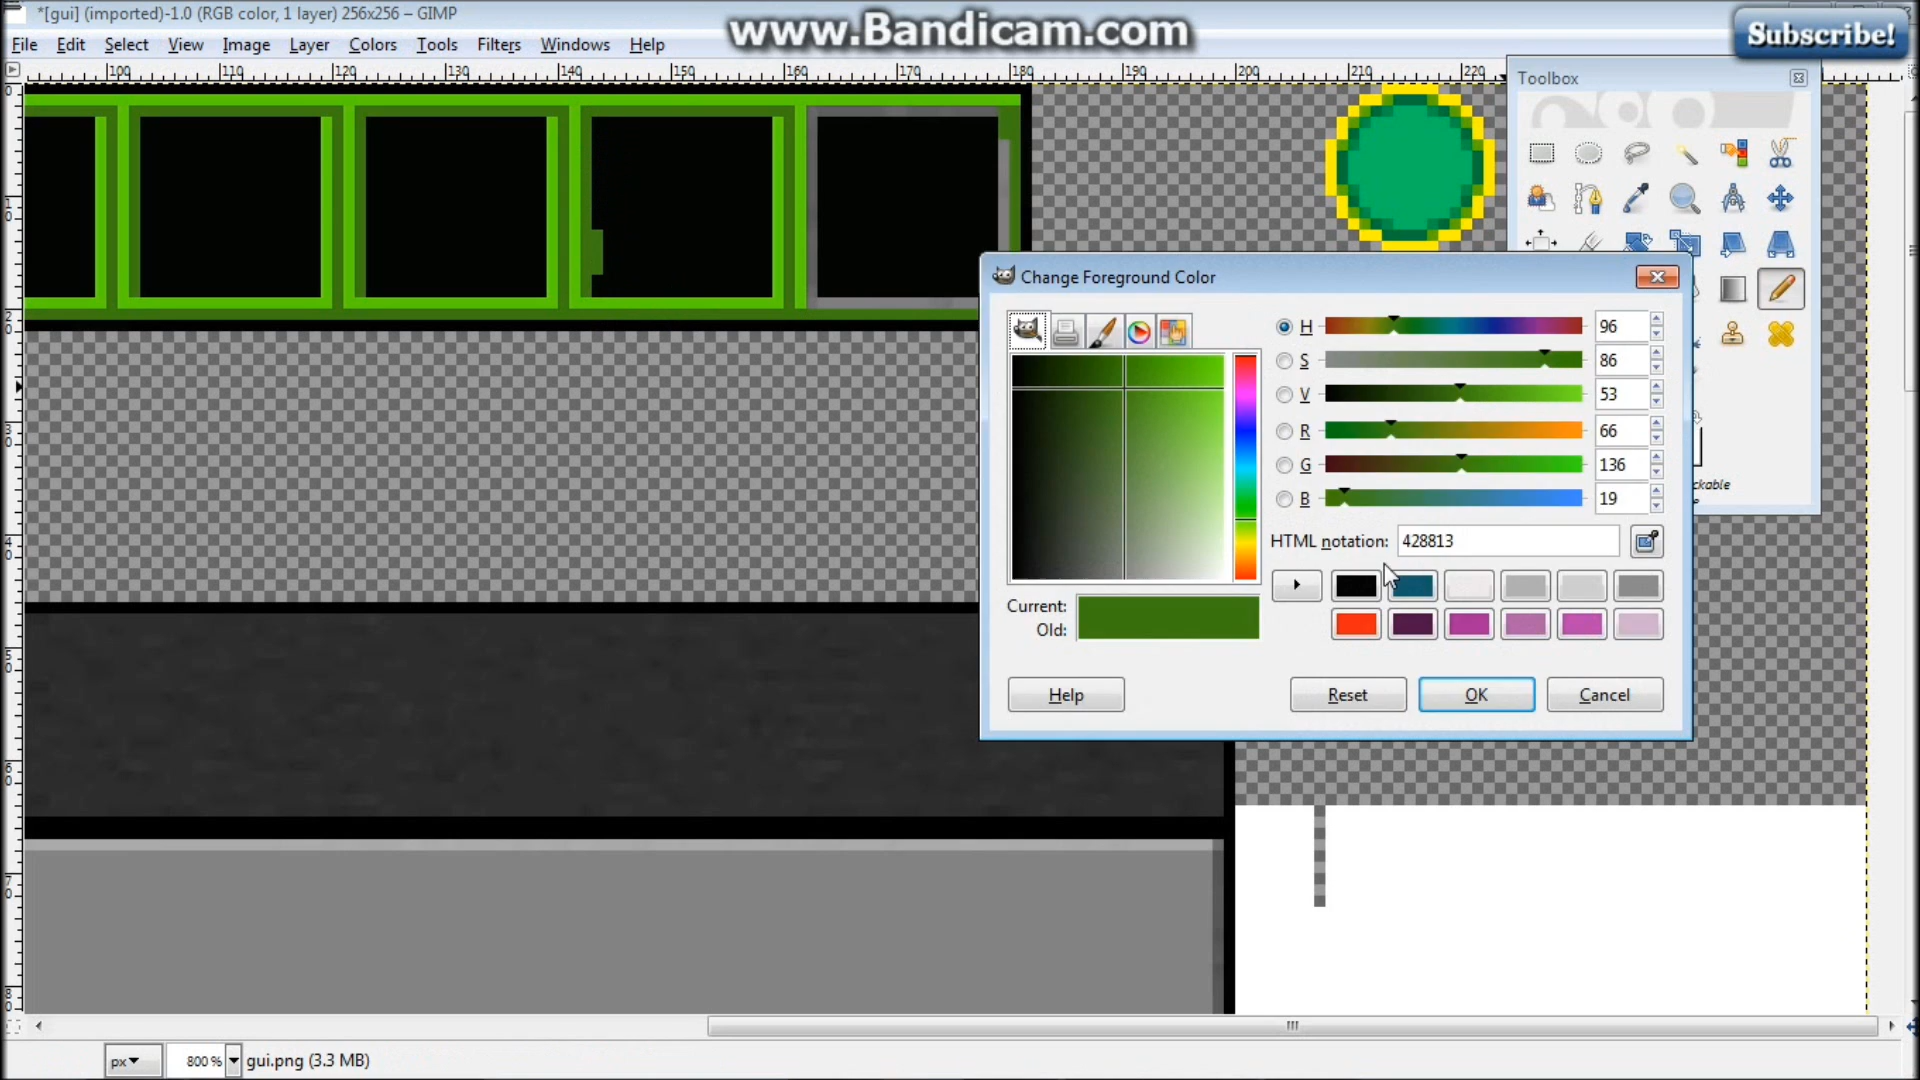 *[gui] (imported)-1.0 (RGB color, 1 layer) 256x256 – GIMP
www.Bandicam.com
Subscribe!
File Edit Select View Image Layer Colors Tools Filters Windows Help
100 110 120 130 140 150 160 170 180 190 200 210 220
Toolbox
Change Foreground Color
H 96
S 86
V 53
R 66
G 136
B 19
HTML notation: 428813
Current:
Old:
Help Reset OK Cancel
ckable
px 800 % gui.png (3.3 MB)